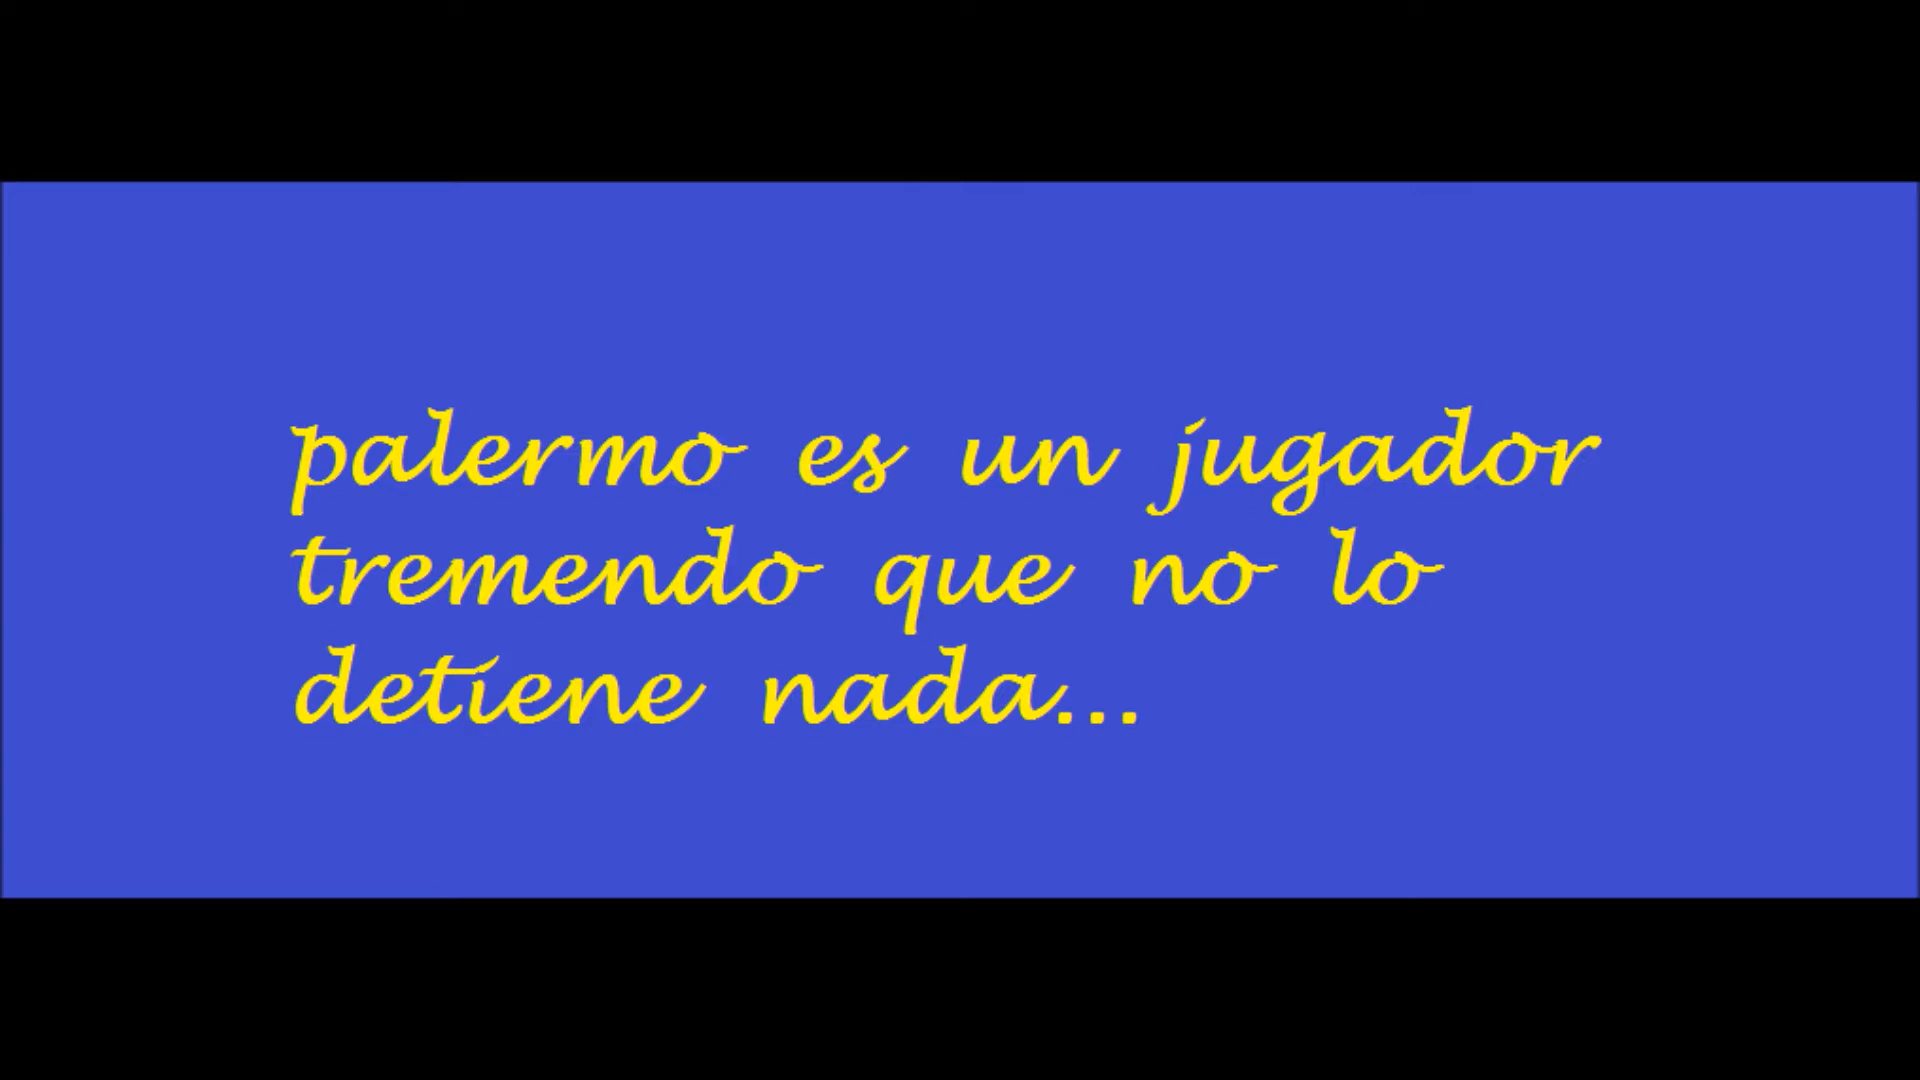 palermo es un jugador
tremendo que no lo
detiene nada...